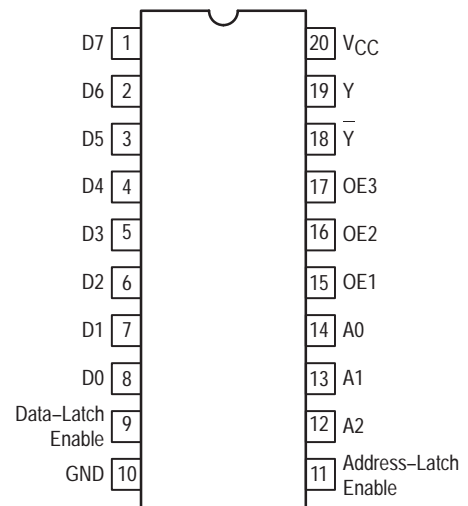 D7 1 20 VCC
D6 2 19 Y
D5 3 18 Y̅
D4 4 17 OE3
D3 5 16 OE2
D2 6 15 OE1
D1 7 14 A0
D0 8 13 A1
Data–Latch
Enable 9 12 A2
GND 10 11 Address–Latch
Enable